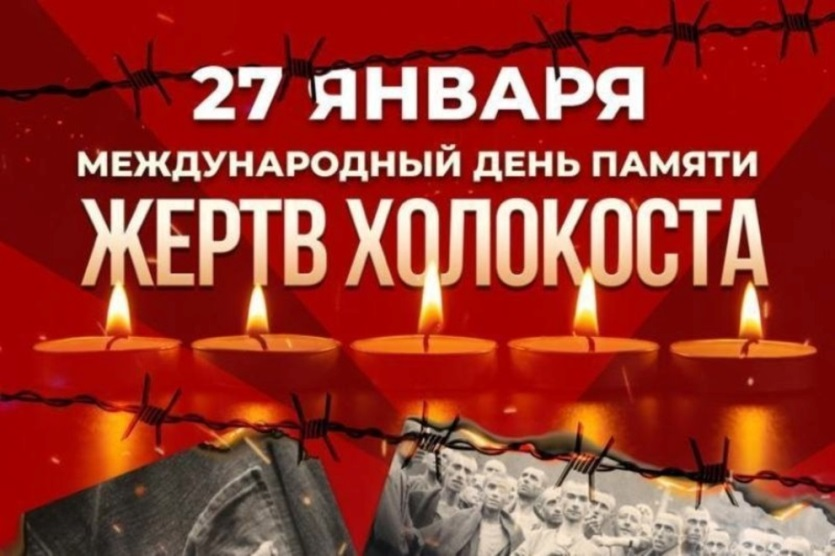 27 ЯНВАРЯ
МЕЖДУНАРОДНЫЙ ДЕНЬ ПАМЯТИ
ЖЕРТВ ХОЛОКОСТА